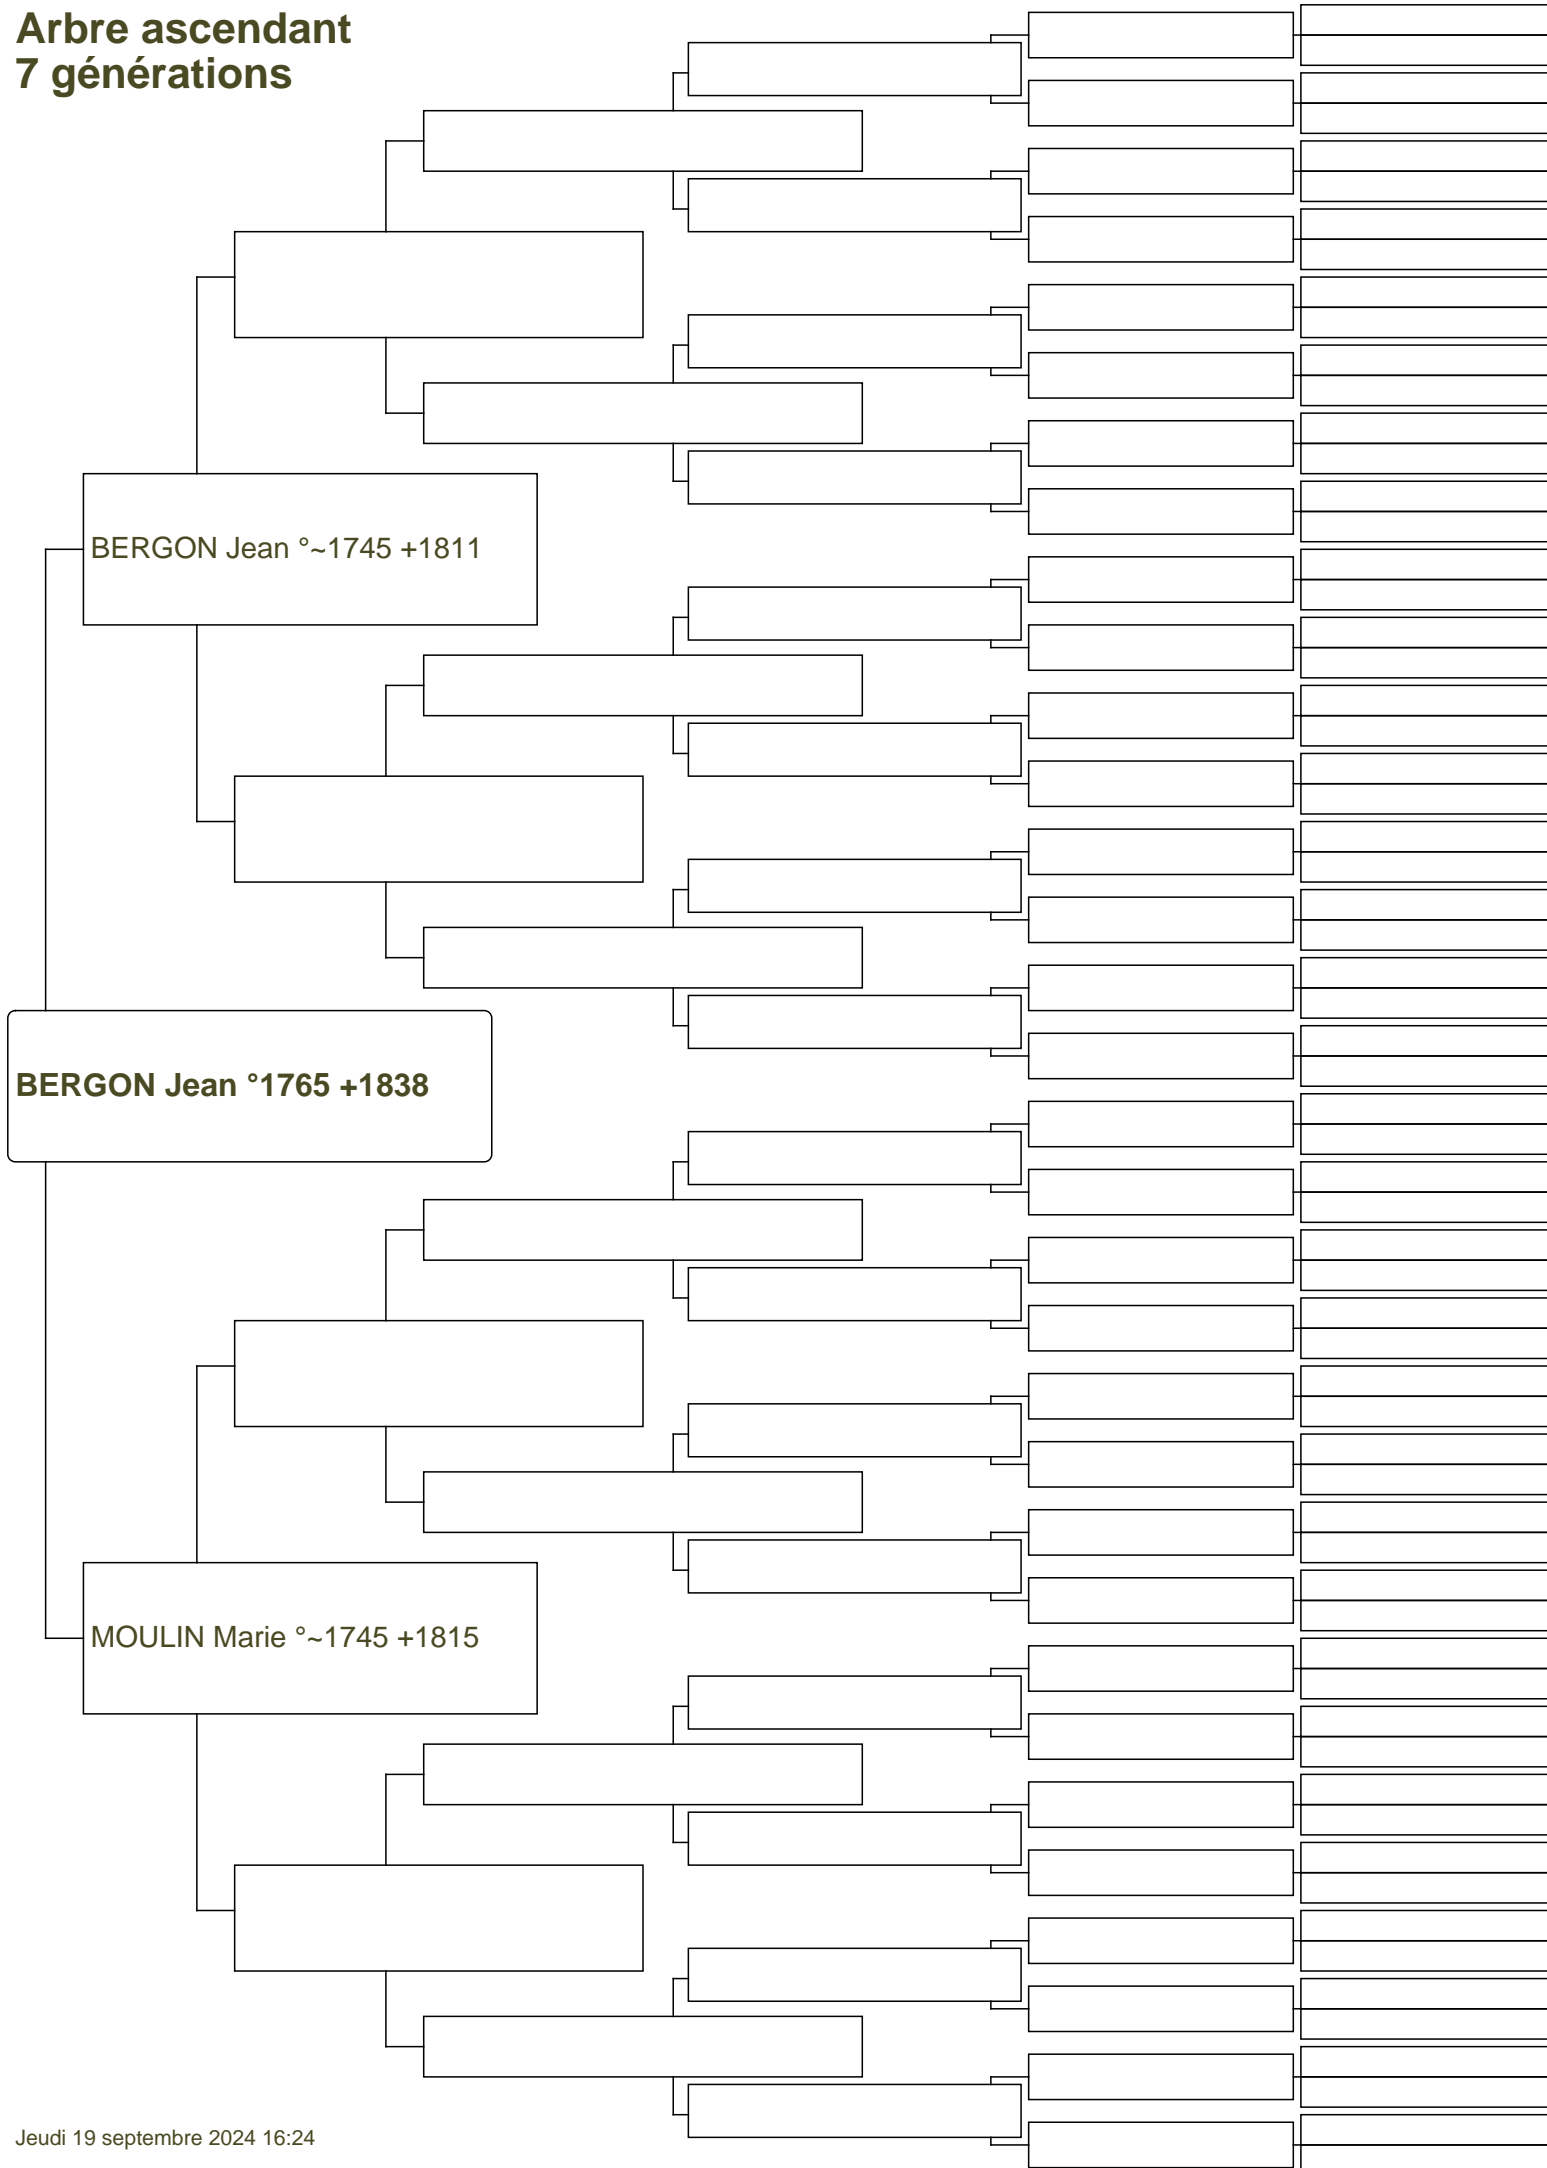 Arbre ascendant
7 générations
BERGON Jean °~1745 +1811
BERGON Jean °1765 +1838
MOULIN Marie °~1745 +1815
Jeudi 19 septembre 2024 16:24